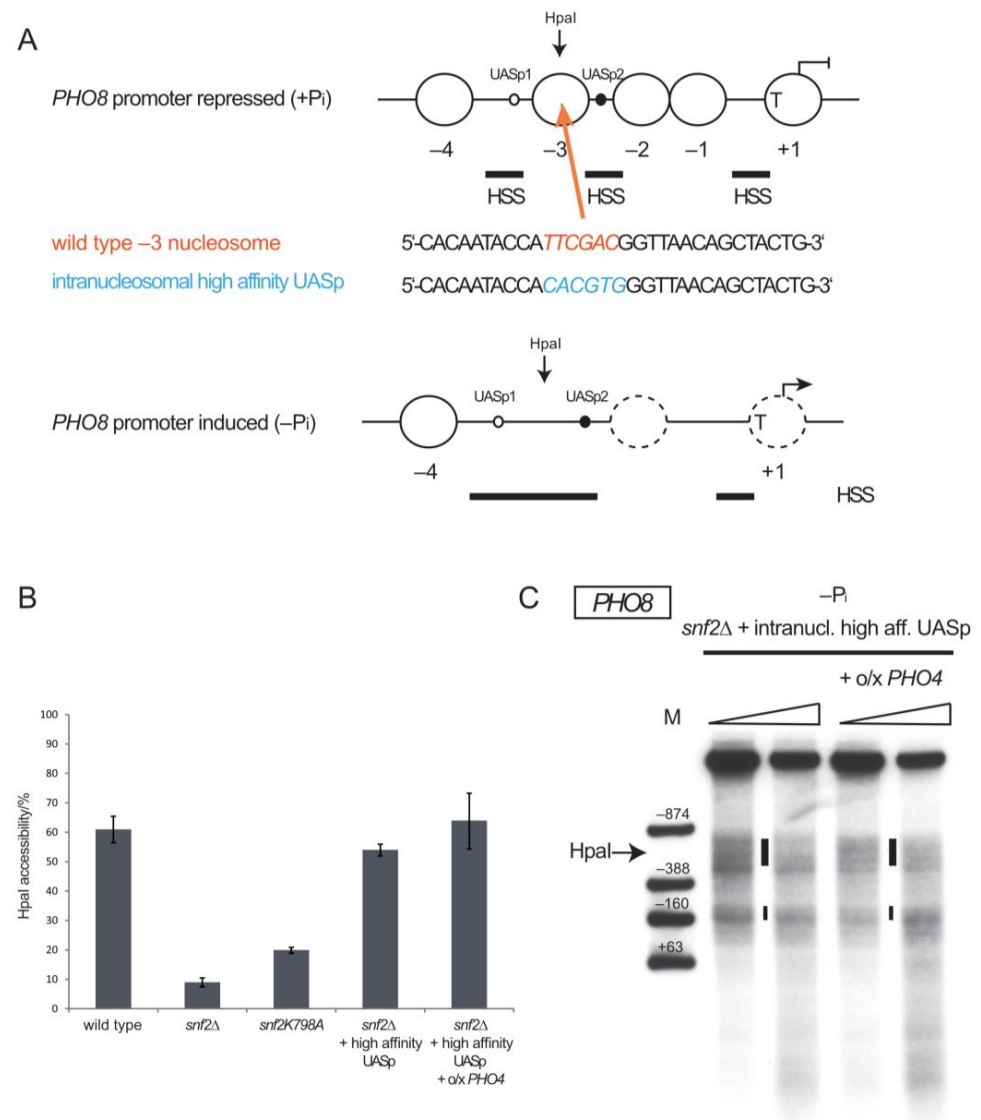 A
HpaI
UASp1 UASp2
PHO8 promoter repressed (+Pi)
T
–4 –3 –2 –1 +1
HSS HSS HSS
wild type –3 nucleosome 5'-CACAATACCATTCGACGGTTAACAGCTACTG-3'
intranucleosomal high affinity UASp 5'-CACAATACCACACGTGGGTTAACAGCTACTG-3'
HpaI
UASp1 UASp2
PHO8 promoter induced (–Pi)
T
–4 +1
HSS
B
HpaI accessibility/%
100
90
80
70
60
50
40
30
20
10
0
wild type snf2Δ snf2K798A snf2Δ + high affinity UASp snf2Δ + high affinity UASp + o/x PHO4
C
PHO8
–Pi
snf2Δ + intranucl. high aff. UASp
+ o/x PHO4
M
–874
HpaI
–388
–160
+63